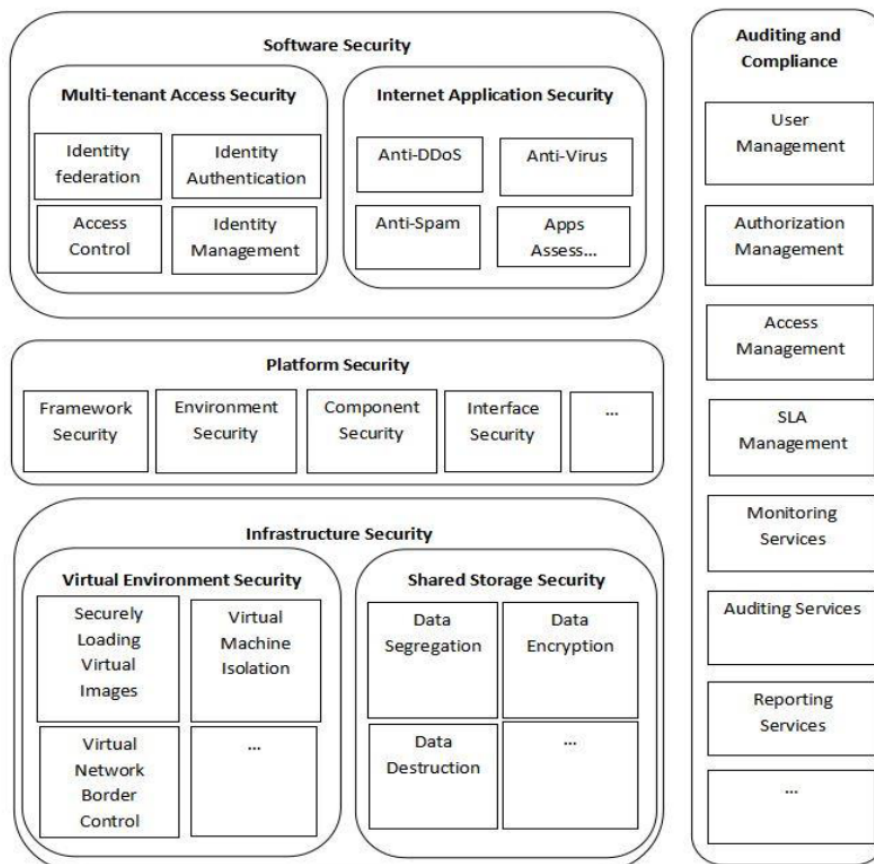 Software Security
Multi-tenant Access Security
Identity
federation
Identity
Authentication
Access
Control
Identity
Management
Internet Application Security
Anti-DDoS
Anti-Virus
Anti-Spam
Apps
Assess...
Platform Security
Framework
Security
Environment
Security
Component
Security
Interface
Security
...
Infrastructure Security
Virtual Environment Security
Securely
Loading
Virtual
Images
Virtual
Machine
Isolation
Virtual
Network
Border
Control
...
Shared Storage Security
Data
Segregation
Data
Encryption
Data
Destruction
...
Auditing and
Compliance
User
Management
Authorization
Management
Access
Management
SLA
Management
Monitoring
Services
Auditing Services
Reporting
Services
...